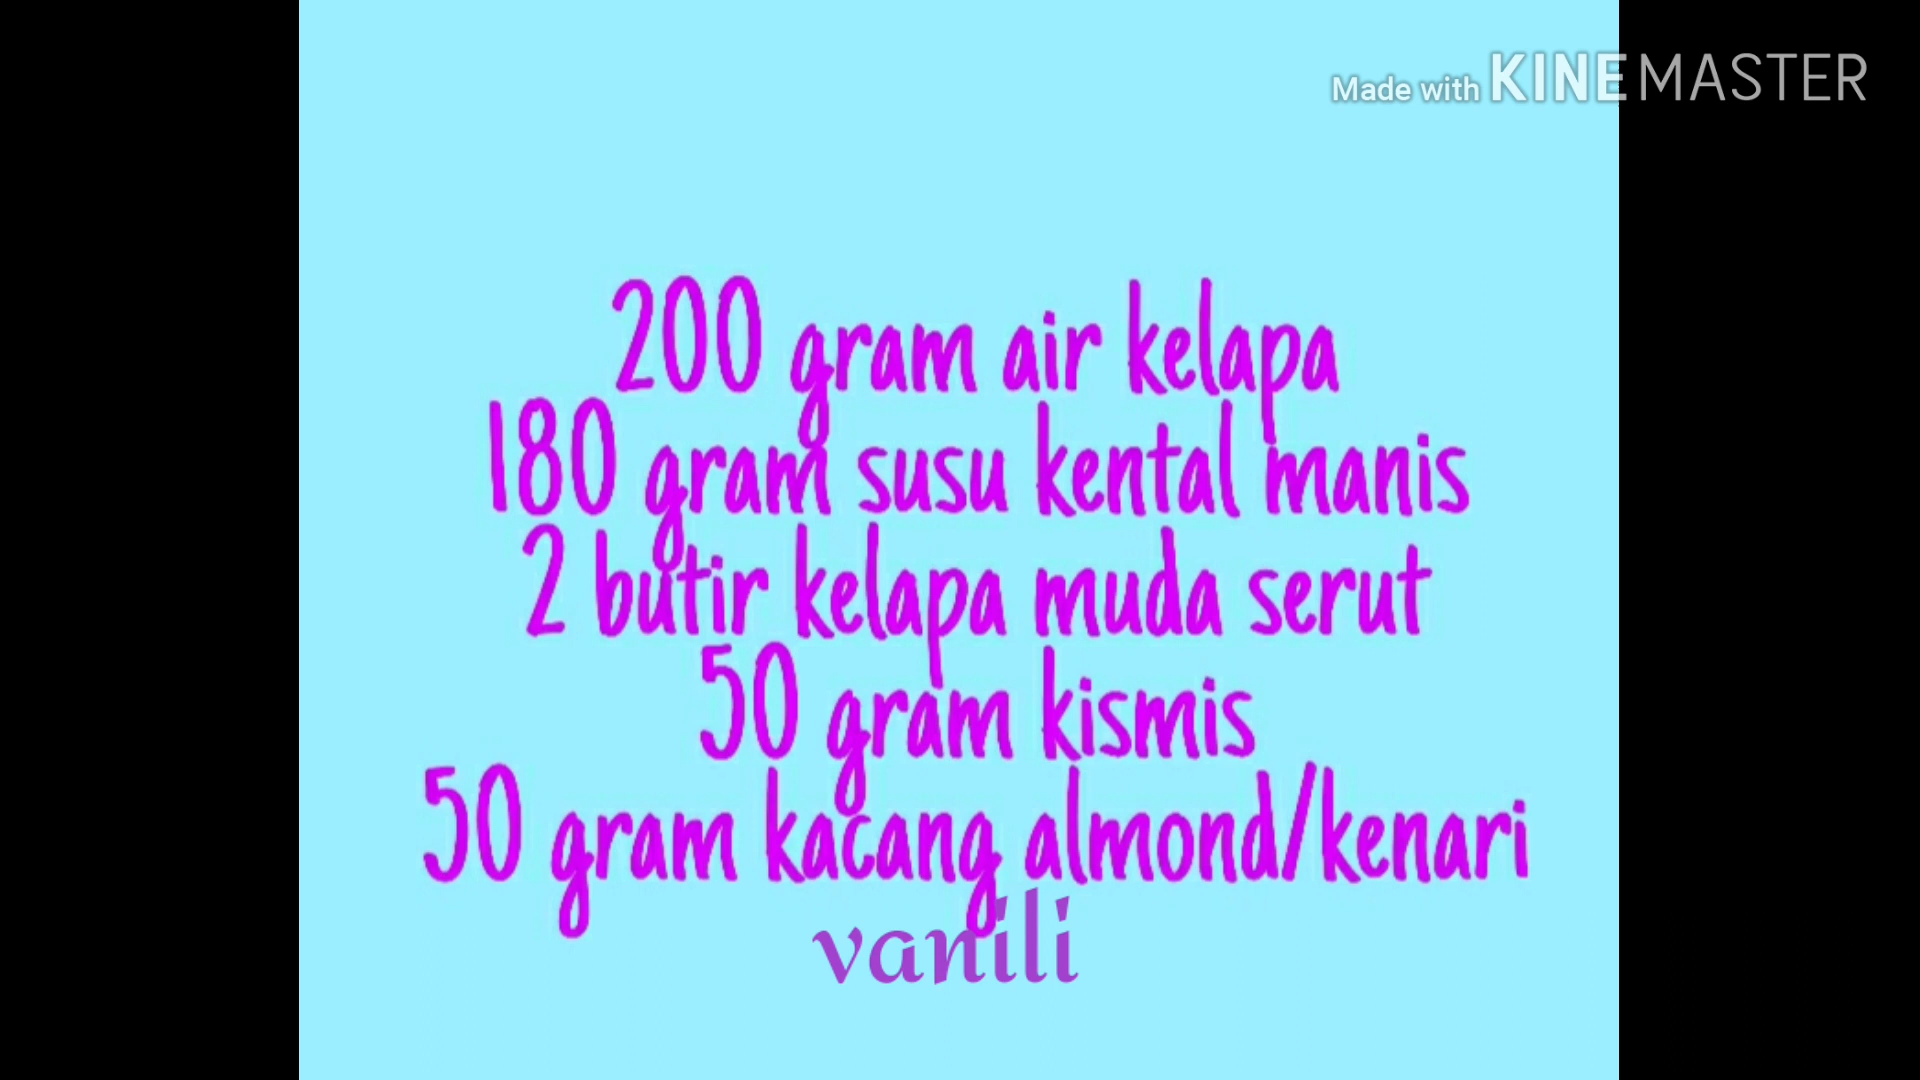 Made with KINEMASTER
200 gram air kelapa
180 gram susu kental manis
2 butir kelapa muda serut
50 gram kismis
50 gram kacang almond/kenari
vanili